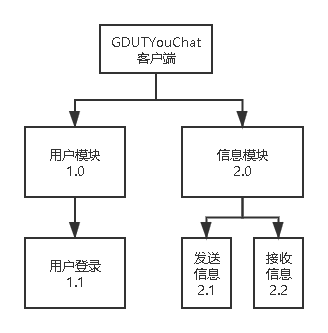 GDUTYouChat
客户端
用户模块
1.0
信息模块
2.0
用户登录
1.1
发送
信息
2.1
接收
信息
2.2